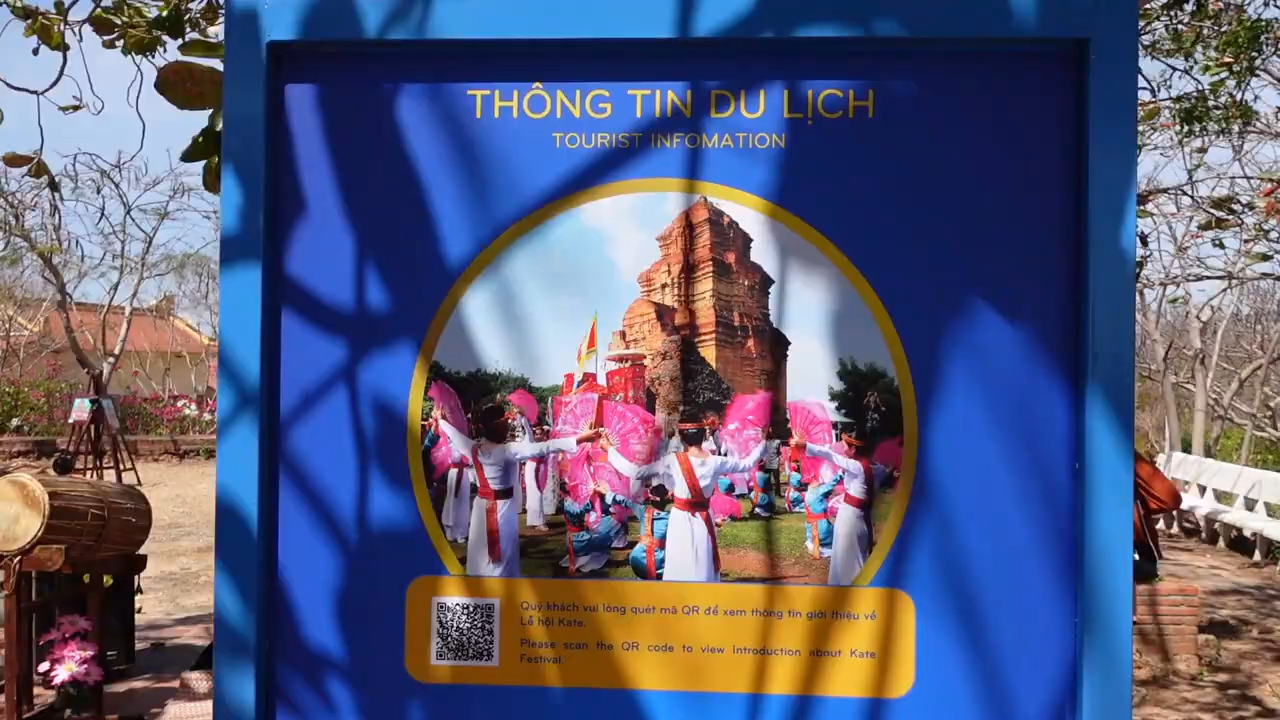 THÔNG TIN DU LỊCH
TOURIST INFOMATION
Quý khách vui lòng quét mã QR để xem thông tin giới thiệu về
Lễ hội Kate.
Please scan the QR code to view Introduction about Kate
Festival.